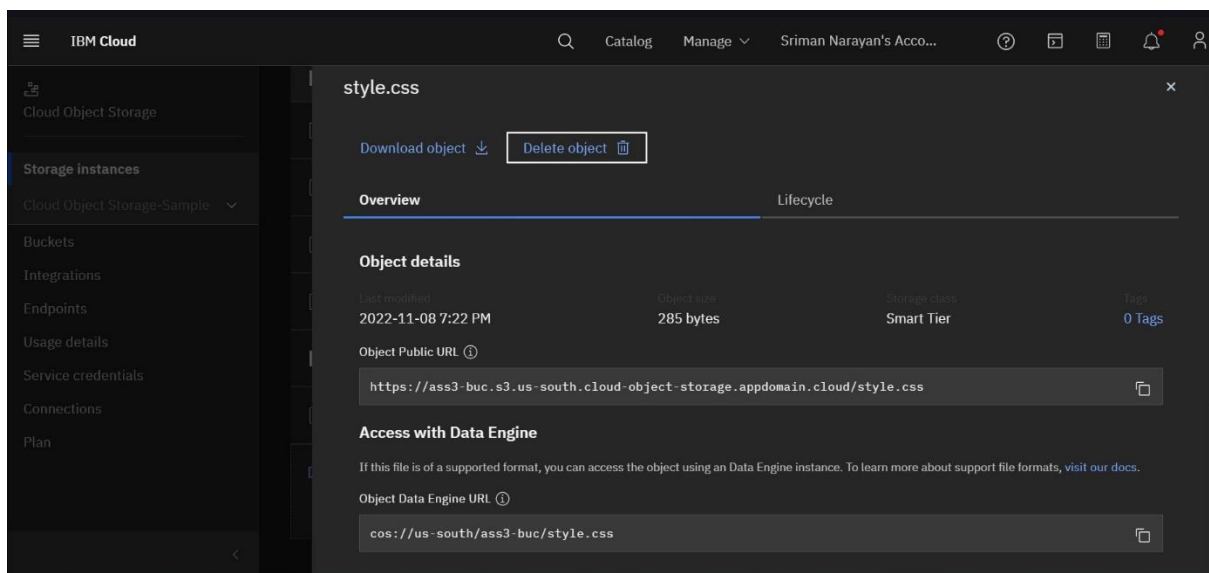 IBM Cloud
Catalog
Manage
Sriman Narayan's Acco...
Cloud Object Storage
Storage instances
Cloud Object Storage-Sample
Buckets
Integrations
Endpoints
Usage details
Service credentials
Connections
Plan
style.css
Download object
Delete object
Overview
Lifecycle
Object details
Last modified Object size Storage class Tags
2022-11-08 7:22 PM 285 bytes Smart Tier 0 Tags
Object Public URL
https://ass3-buc.s3.us-south.cloud-object-storage.appdomain.cloud/style.css
Access with Data Engine
If this file is of a supported format, you can access the object using an Data Engine instance. To learn more about support file formats, visit our docs.
Object Data Engine URL
cos://us-south/ass3-buc/style.css